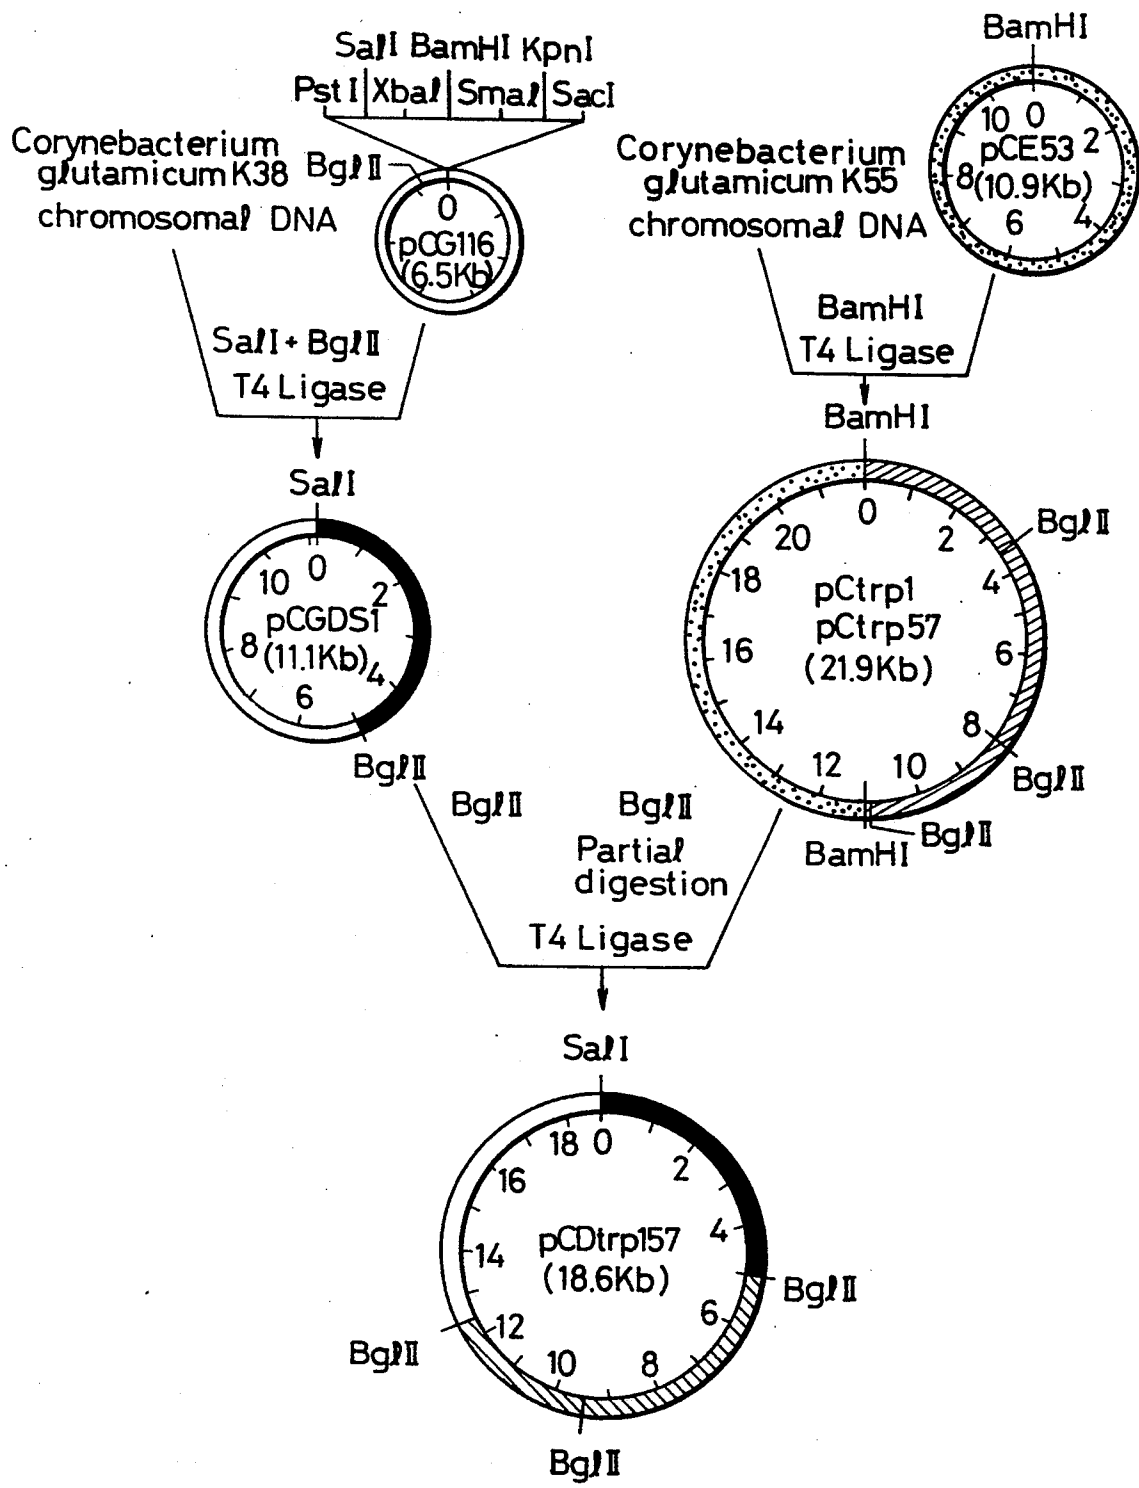 SalI BamHI KpnI
PstI XbaI SmaI SacI
Corynebacterium
glutamicum K38
chromosomal DNA
BglII
0
pCG116
(6.5Kb)
SalI + BglII
T4 Ligase
BamHI
Corynebacterium
glutamicum K55
chromosomal DNA
10 0
pCE53 2
8 (10.9Kb)
6 4
BamHI
T4 Ligase
SalI
10 0 2
pCGDS1
8 (11.1Kb) 4
6
BglII
BamHI
0
20 2
BglII
18 4
pCtrp1
pCtrp57
16 6
(21.9Kb)
14 8
12 10
BglII
BglII
BamHI
BglII
BglII
Partial
digestion
T4 Ligase
SalI
18 0
16 2
14 4
pCDtrp157
(18.6Kb)
BglII
12 6
10 8
BglII
BglII